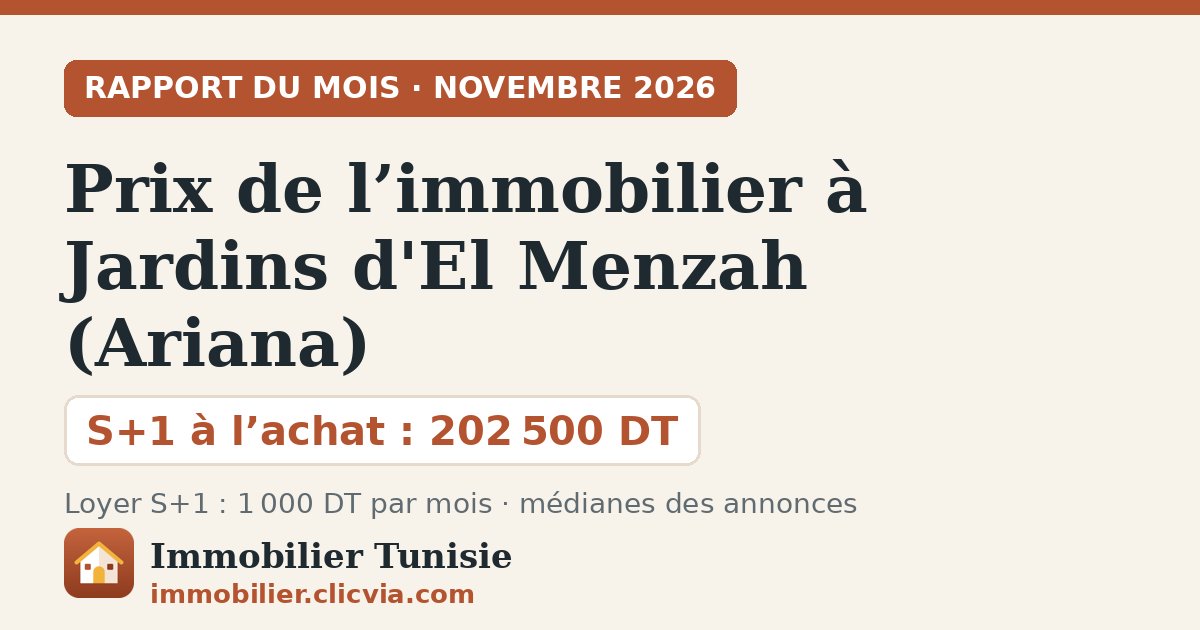 RAPPORT DU MOIS · NOVEMBRE 2026
Prix de l’immobilier à
Jardins d'El Menzah
(Ariana)
S+1 à l’achat : 202 500 DT
Loyer S+1 : 1 000 DT par mois · médianes des annonces
Immobilier Tunisie
immobilier.clicvia.com